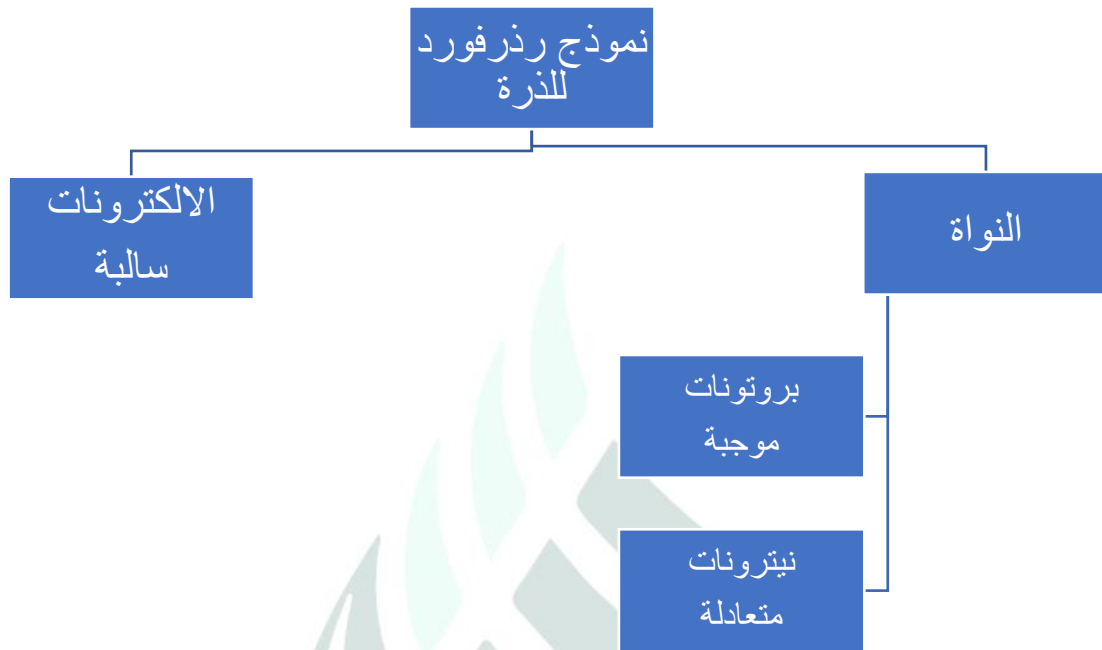 نموذج رذرفورد
للذرة
النواة
الالكترونات
سالبة
بروتونات
موجبة
نيترونات
متعادلة